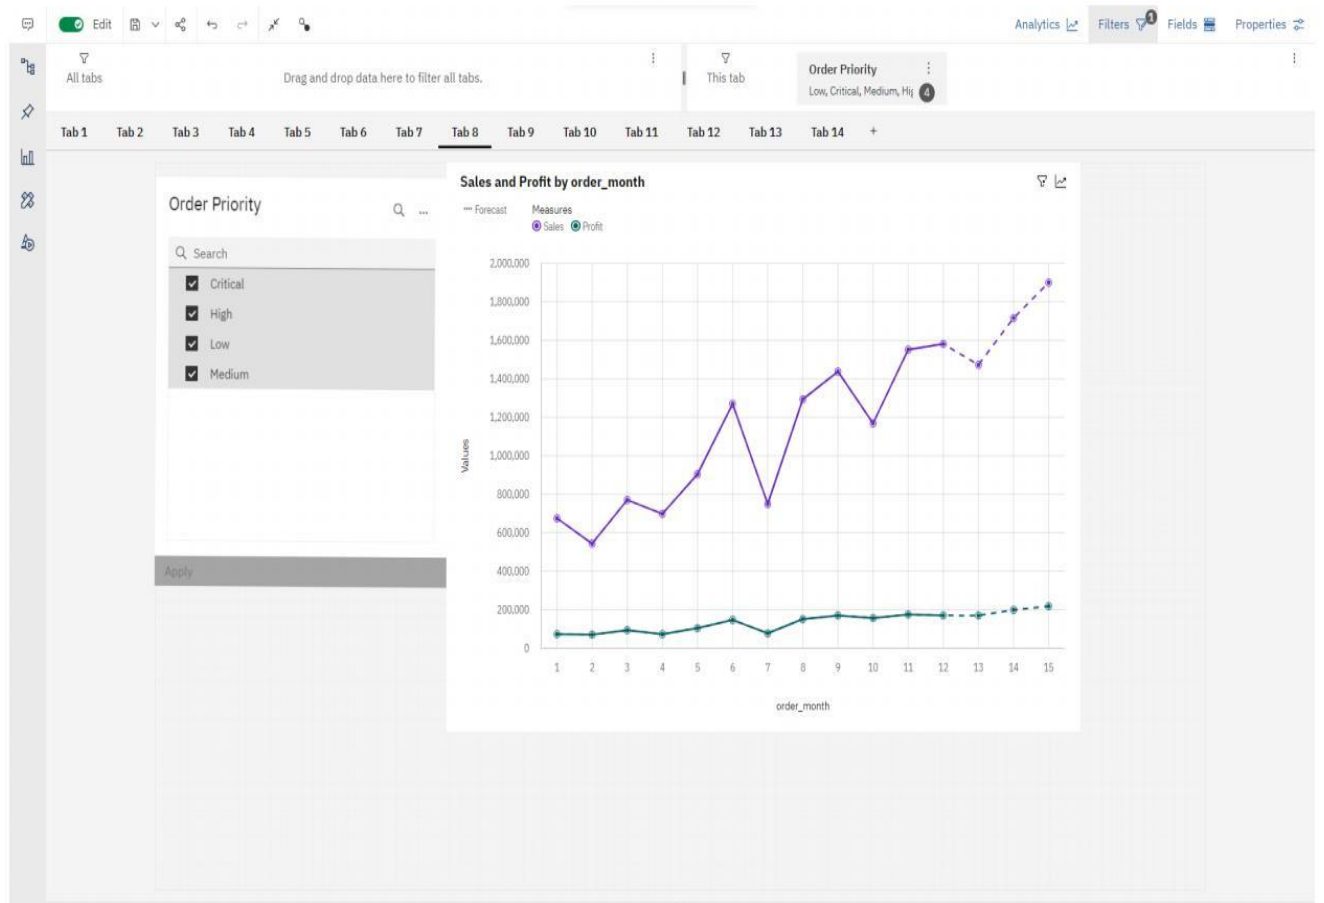 Edit
Analytics
Filters 1
Fields
Properties
All tabs
Drag and drop data here to filter all tabs.
This tab
Order Priority
Low, Critical, Medium, Hig 4
Tab 1 Tab 2 Tab 3 Tab 4 Tab 5 Tab 6 Tab 7 Tab 8 Tab 9 Tab 10 Tab 11 Tab 12 Tab 13 Tab 14 +
Order Priority
Search
Critical
High
Low
Medium
Apply
Sales and Profit by order_month
Forecast
Measures
Sales Profit
2,000,000
1,800,000
1,600,000
1,400,000
1,200,000
1,000,000
800,000
600,000
400,000
200,000
0
Values
1 2 3 4 5 6 7 8 9 10 11 12 13 14 15
order_month